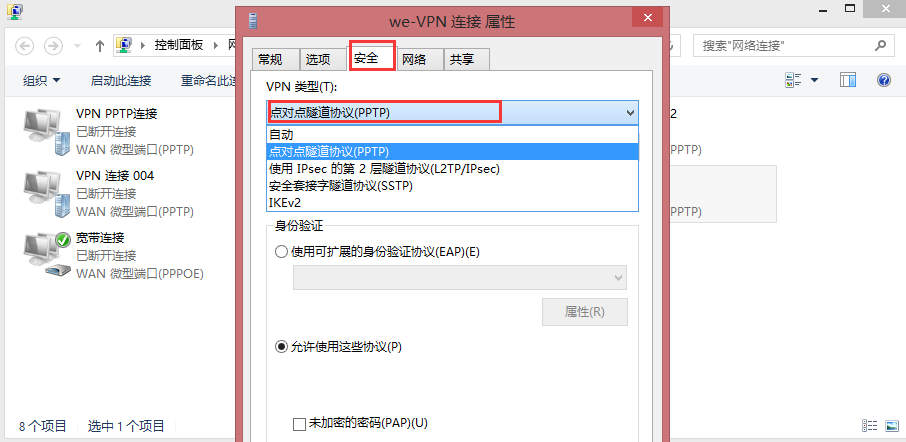 we-VPN 连接 属性
控制面板
网
搜索"网络连接"
组织
启动此连接
重命名此连
常规
选项
安全
网络
共享
VPN 类型(T):
点对点隧道协议(PPTP)
自动
点对点隧道协议(PPTP)
使用 IPsec 的第 2 层隧道协议(L2TP/IPsec)
安全套接字隧道协议(SSTP)
IKEv2
身份验证
使用可扩展的身份验证协议(EAP)(E)
属性(R)
允许使用这些协议(P)
未加密的密码(PAP)(U)
VPN PPTP连接
已断开连接
WAN 微型端口(PPTP)
VPN 连接 004
已断开连接
WAN 微型端口(PPTP)
宽带连接
已断开连接
WAN 微型端口(PPPOE)
2
PPTP)
PPTP)
8 个项目
选中 1 个项目